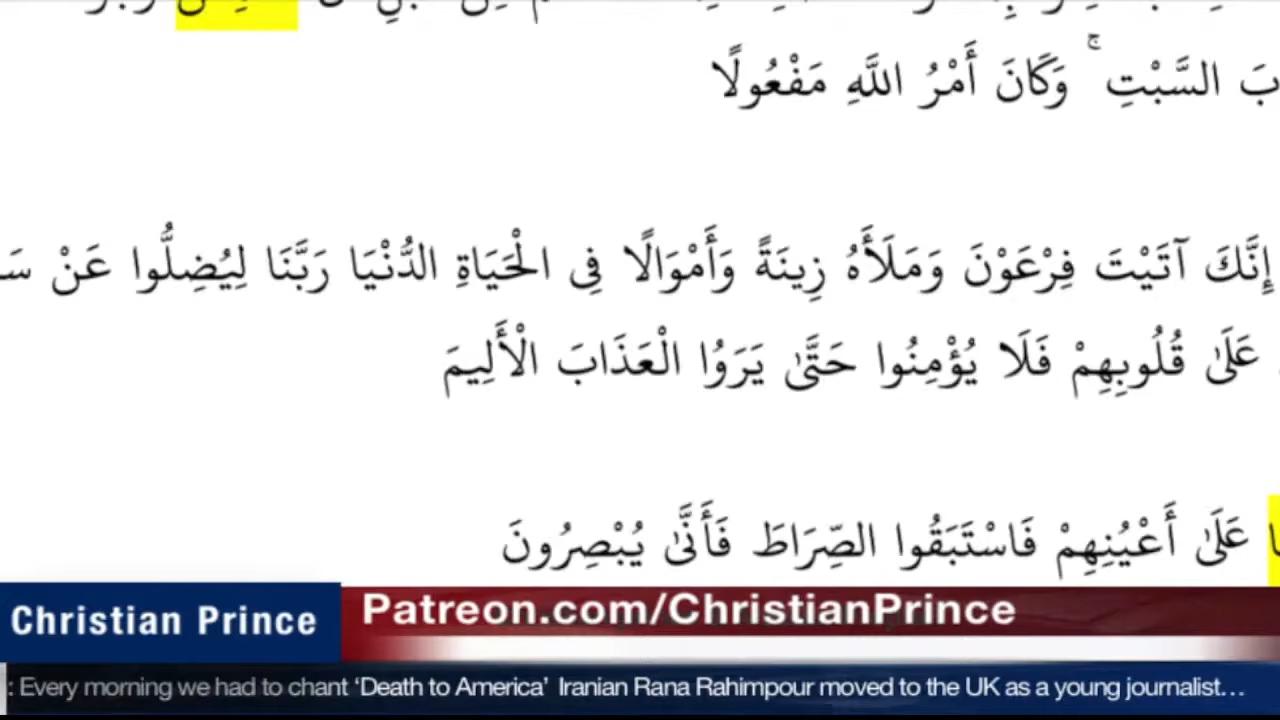 بَ السَّبْتِ ۚ وَكَانَ أَمْرُ اللَّهِ مَفْعُولًا
إِنَّكَ آتَيْتَ فِرْعَوْنَ وَمَلَأَهُ زِينَةً وَأَمْوَالًا فِي الْحَيَاةِ الدُّنْيَا رَبَّنَا لِيُضِلُّوا عَنْ سَ
عَلَىٰ قُلُوبِهِمْ فَلَا يُؤْمِنُوا حَتَّىٰ يَرَوُا الْعَذَابَ الْأَلِيمَ
عَلَىٰ أَعْيُنِهِمْ فَاسْتَبَقُوا الصِّرَاطَ فَأَنَّىٰ يُبْصِرُونَ
Christian Prince
Patreon.com/ChristianPrince
: Every morning we had to chant ‘Death to America’ Iranian Rana Rahimpour moved to the UK as a young journalist...